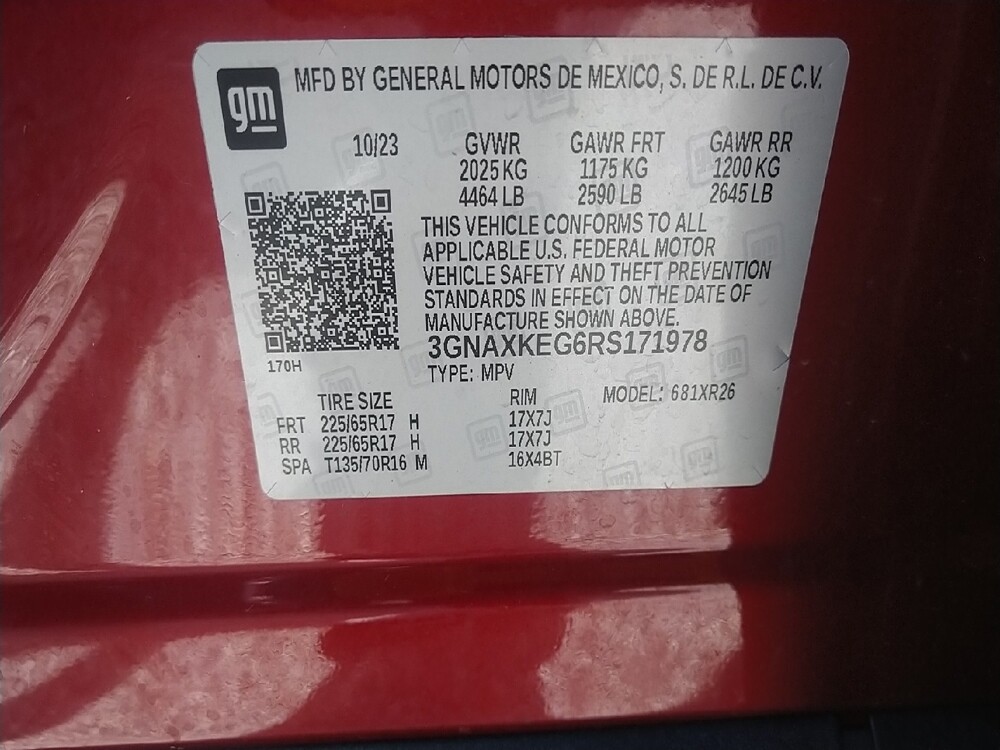 gm
MFD BY GENERAL MOTORS DE MEXICO, S. DE R.L. DE C.V.
10/23 GVWR GAWR FRT GAWR RR
2025 KG 1175 KG 1200 KG
4464 LB 2590 LB 2645 LB
THIS VEHICLE CONFORMS TO ALL
APPLICABLE U.S. FEDERAL MOTOR
VEHICLE SAFETY AND THEFT PREVENTION
STANDARDS IN EFFECT ON THE DATE OF
MANUFACTURE SHOWN ABOVE.
3GNAXKEG6RS171978
170H
TYPE: MPV
TIRE SIZE RIM MODEL: 681XR26
FRT 225/65R17 H 17X7J
RR 225/65R17 H 17X7J
SPA T135/70R16 M 16X4BT